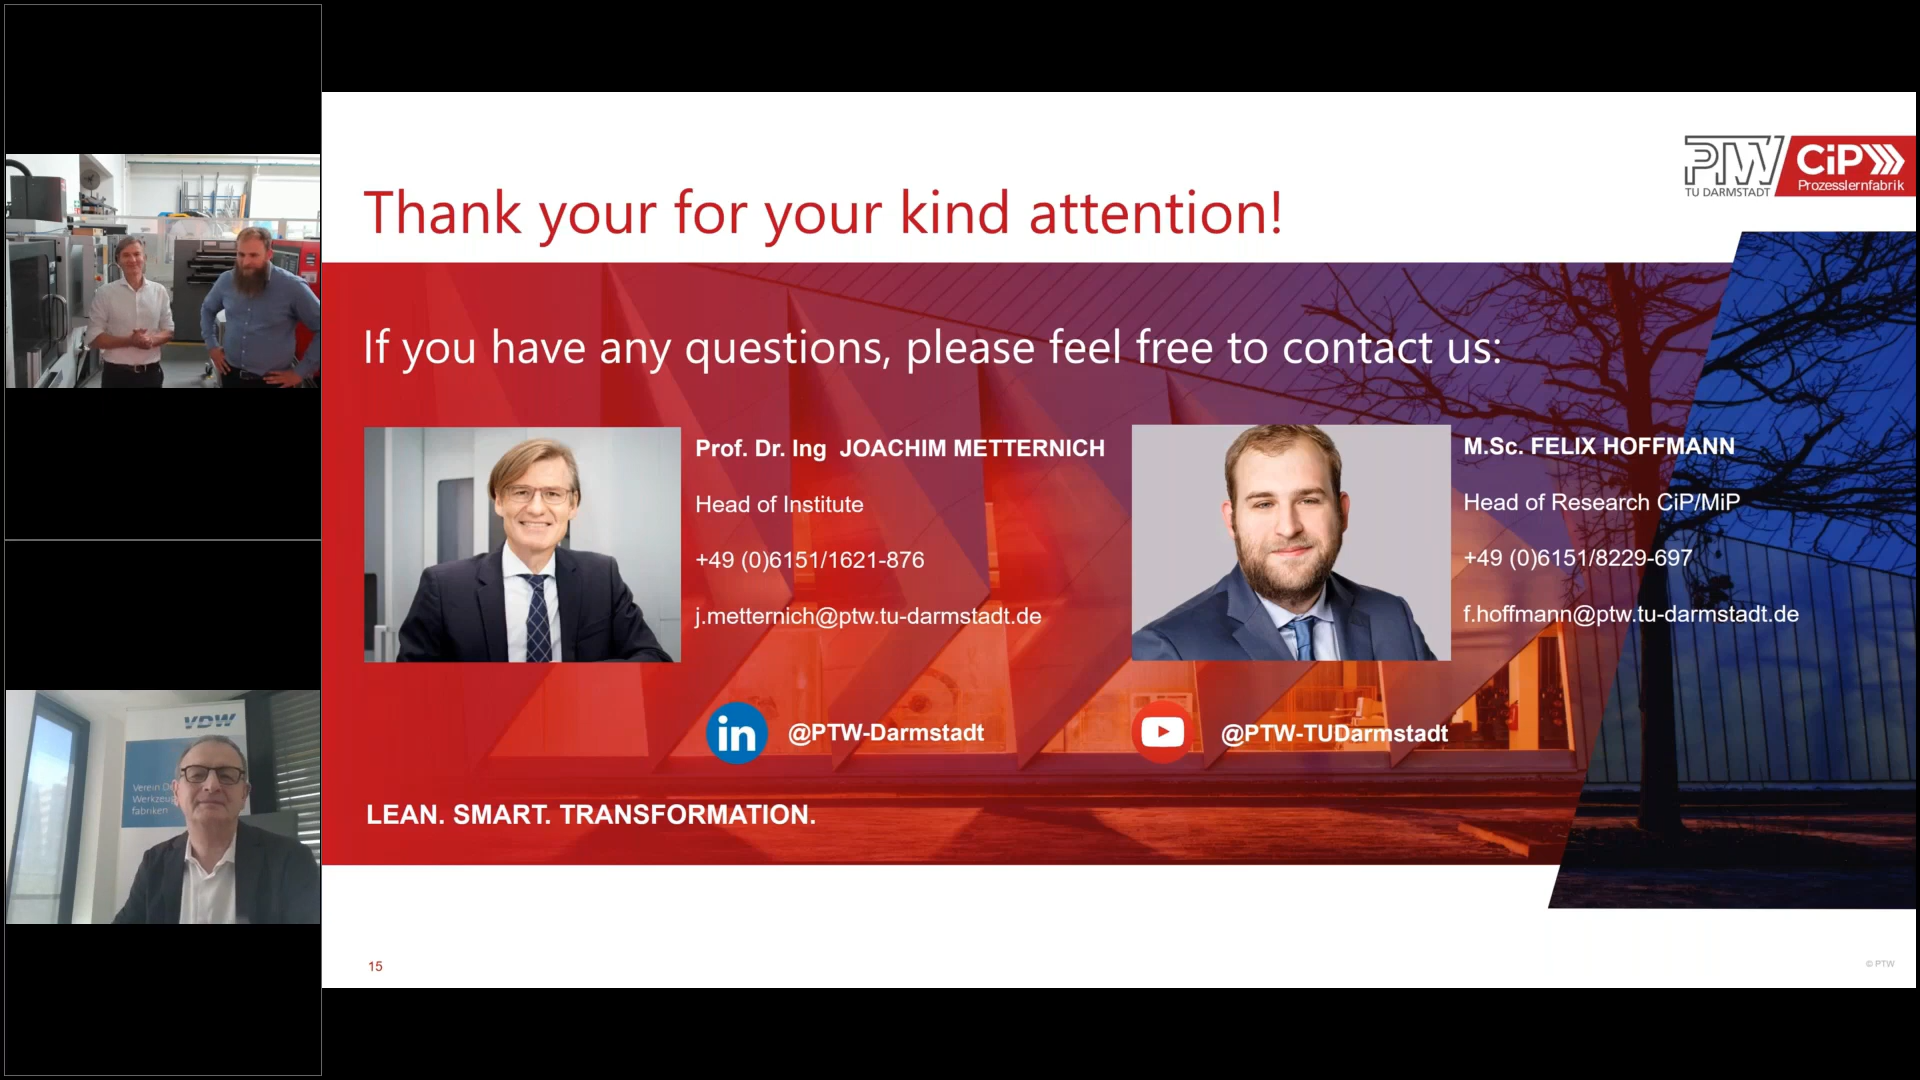 PTW
TU DARMSTADT
CiP
Prozesslernfabrik
Thank your for your kind attention!
If you have any questions, please feel free to contact us:
Prof. Dr. Ing  JOACHIM METTERNICH
Head of Institute
+49 (0)6151/1621-876
j.metternich@ptw.tu-darmstadt.de
M.Sc. FELIX HOFFMANN
Head of Research CiP/MiP
+49 (0)6151/8229-697
f.hoffmann@ptw.tu-darmstadt.de
in @PTW-Darmstadt
@PTW-TUDarmstadt
LEAN. SMART. TRANSFORMATION.
15
© PTW
VDW
Verein D
Werkzeu
fabriken